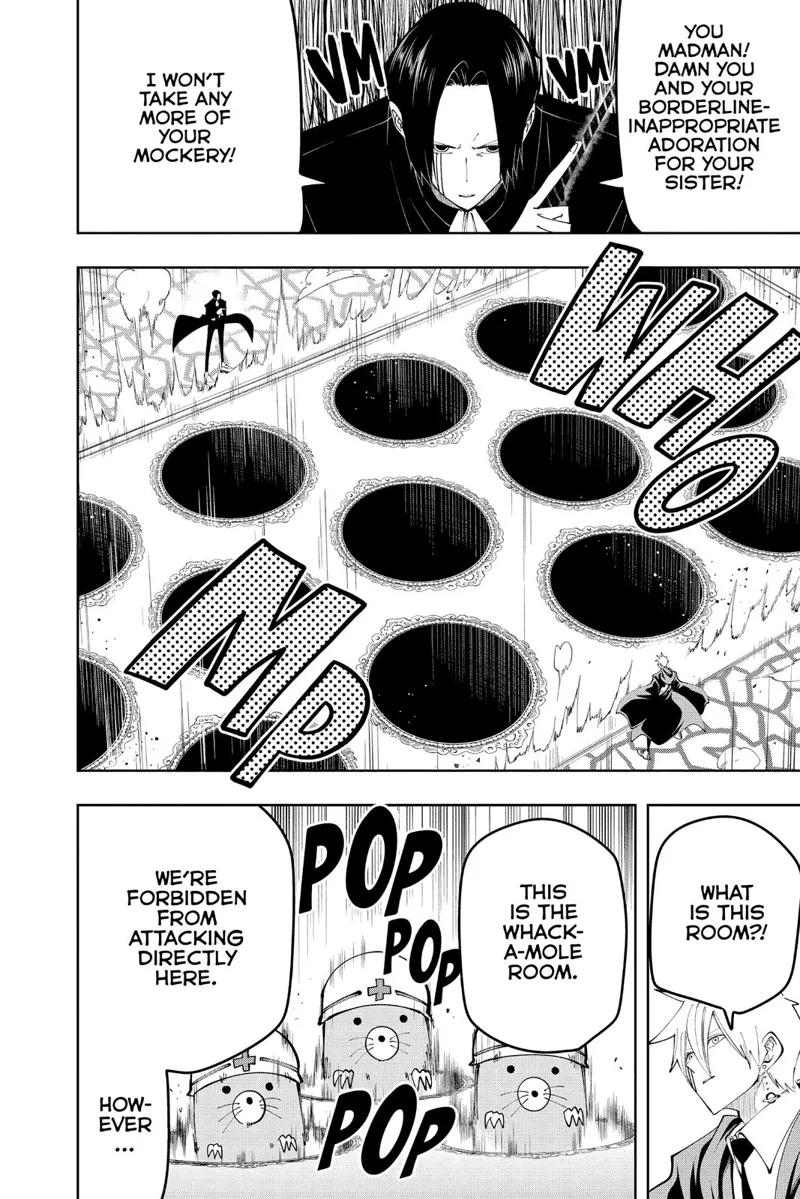 YOU
MADMAN!
DAMN YOU
AND YOUR
BORDERLINE-
INAPPROPRIATE
ADORATION
FOR YOUR
SISTER!
VM
VM
I WON'T
TAKE ANY
MORE OF
YOUR
MOCKERY!
WHO
MP
WHAT
IS THIS
ROOM?!
THIS
IS THE
WHACK-
A-MOLE
ROOM.
POP
POP
POP
WE'RE
FORBIDDEN
FROM
ATTACKING
DIRECTLY
HERE.
HOW-
EVER
...